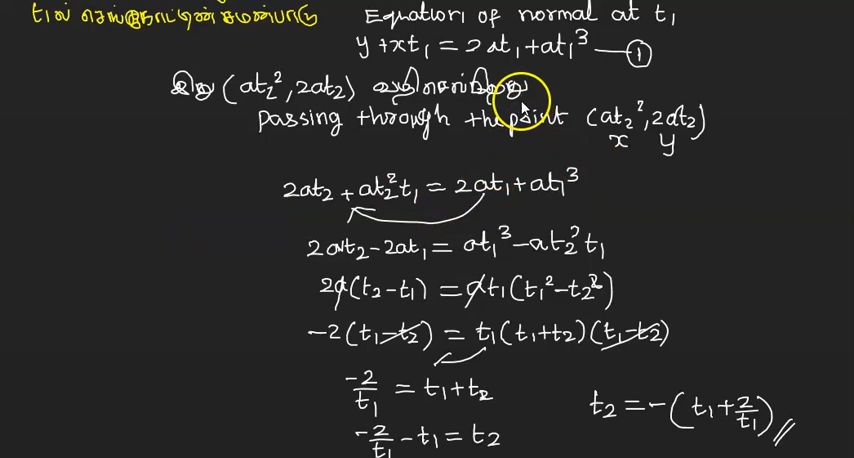 Equation of normal at t₁
y + xt₁ = 2at₁ + at₁³ —①
இது (at₂², 2at₂)
passing through the point (at₂², 2at₂)
x y
2at₂ + at₂²t₁ = 2at₁ + at₁³
2at₂ - 2at₁ = at₁³ - at₂²t₁
2a(t₂ - t₁) = at₁(t₁² - t₂²)
-2(t₁ - t₂) = t₁(t₁ + t₂)(t₁ - t₂)
-2/t₁ = t₁ + t₂
t₂ = -(t₁ + 2/t₁)//
-2/t₁ - t₁ = t₂